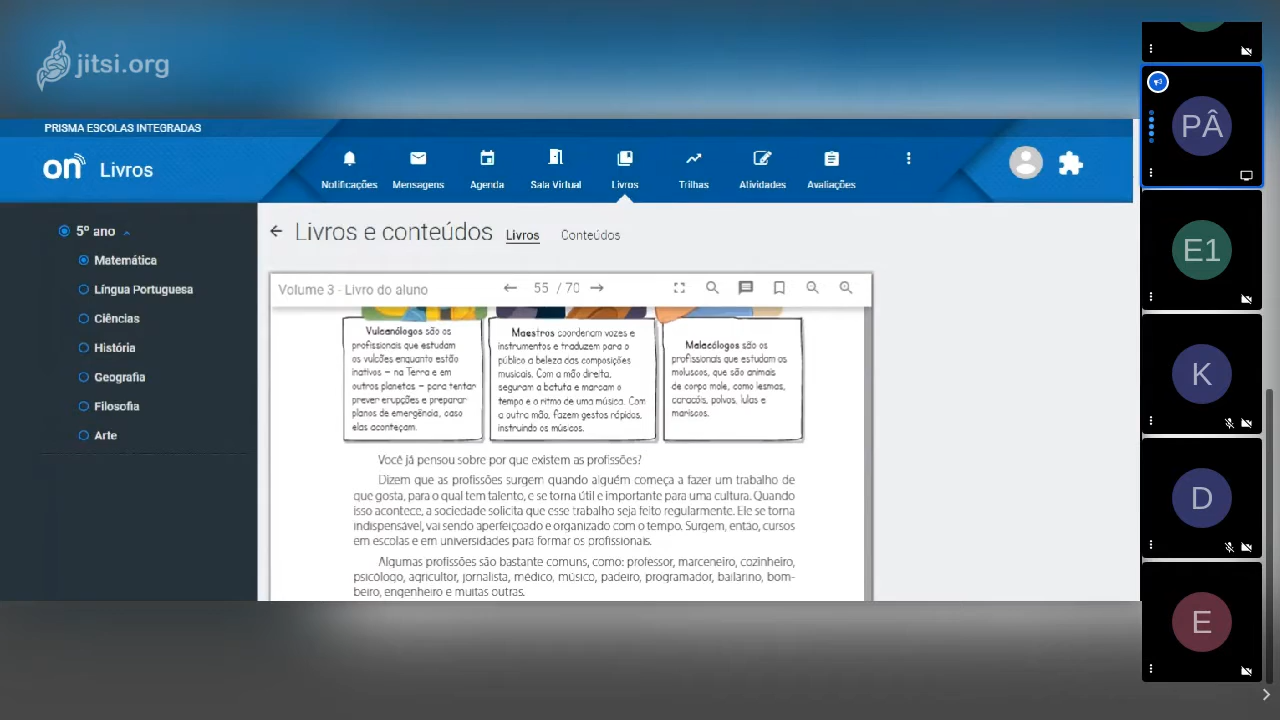 jitsi.org
PRISMA ESCOLAS INTEGRADAS
on Livros
Notificações
Mensagens
Agenda
Sala Virtual
Livros
Trilhas
Atividades
Avaliações
5º ano
Matemática
Língua Portuguesa
Ciências
História
Geografia
Filosofia
Arte
Livros e conteúdos
Livros
Conteúdos
Volume 3 - Livro do aluno
55 / 70
Vulcanólogos são os
profissionais que estudam
os vulcões enquanto estão
inativos – na Terra e em
outros planetas – para tentar
prever erupções e preparar
planos de emergência, caso
elas aconteçam.
Maestros coordenam vozes e
instrumentos e traduzem para o
público a beleza das composições
musicais. Com a mão direita,
seguram a batuta e marcam o
tempo e o ritmo de uma música. Com
a outra mão, fazem gestos rápidos,
instruindo os músicos.
Malacólogos são os
profissionais que estudam os
moluscos, que são animais
de corpo mole, como lesmas,
caracóis, polvos, lulas e
mariscos.
Você já pensou sobre por que existem as profissões?
Dizem que as profissões surgem quando alguém começa a fazer um trabalho de
que gosta, para o qual tem talento, e se torna útil e importante para uma cultura. Quando
isso acontece, a sociedade solicita que esse trabalho seja feito regularmente. Ele se torna
indispensável, vai sendo aperfeiçoado e organizado com o tempo. Surgem, então, cursos
em escolas e em universidades para formar os profissionais.
Algumas profissões são bastante comuns, como: professor, marceneiro, cozinheiro,
psicólogo, agricultor, jornalista, médico, músico, padeiro, programador, bailarino, bom-
beiro, engenheiro e muitas outras.
PÂ
E1
K
D
E